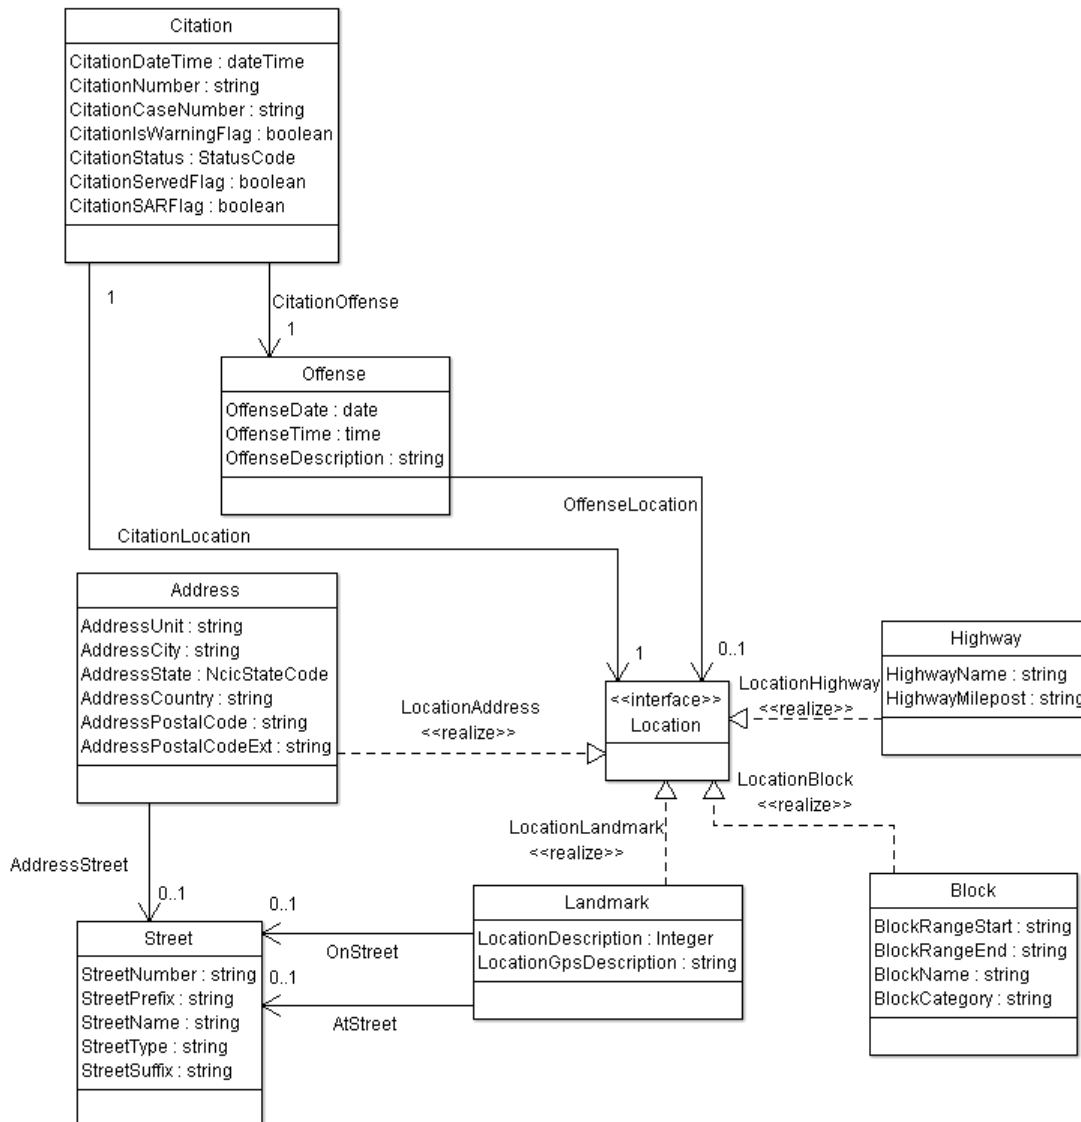 Citation
CitationDateTime : dateTime
CitationNumber : string
CitationCaseNumber : string
CitationIsWarningFlag : boolean
CitationStatus : StatusCode
CitationServedFlag : boolean
CitationSARFlag : boolean
1
CitationOffense
1
Offense
OffenseDate : date
OffenseTime : time
OffenseDescription : string
OffenseLocation
CitationLocation
Address
AddressUnit : string
AddressCity : string
AddressState : NcicStateCode
AddressCountry : string
AddressPostalCode : string
AddressPostalCodeExt : string
1
0..1
Highway
HighwayName : string
HighwayMilepost : string
LocationHighway
<<realize>>
<<interface>>
Location
LocationAddress
<<realize>>
LocationBlock
<<realize>>
LocationLandmark
<<realize>>
AddressStreet
0..1
Landmark
LocationDescription : Integer
LocationGpsDescription : string
Block
BlockRangeStart : string
BlockRangeEnd : string
BlockName : string
BlockCategory : string
0..1
OnStreet
0..1
AtStreet
Street
StreetNumber : string
StreetPrefix : string
StreetName : string
StreetType : string
StreetSuffix : string